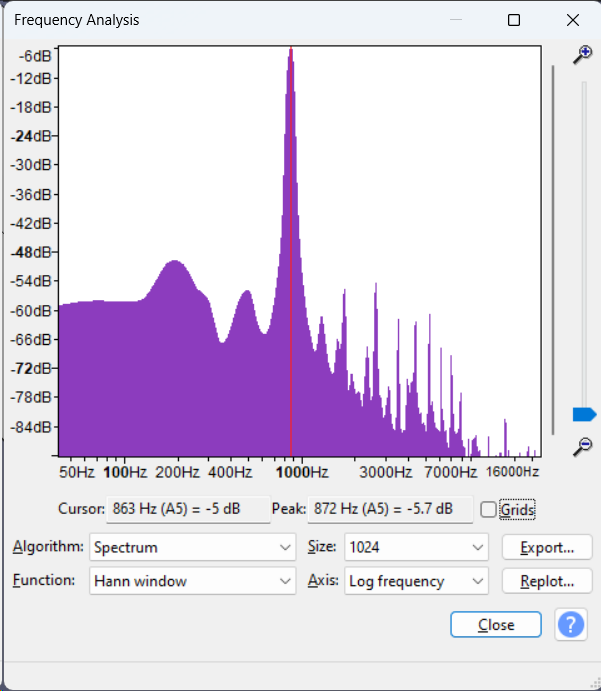 Frequency Analysis
-6dB
-12dB
-18dB
-24dB
-30dB
-36dB
-42dB
-48dB
-54dB
-60dB
-66dB
-72dB
-78dB
-84dB
50Hz 100Hz 200Hz 400Hz 1000Hz 3000Hz 7000Hz 16000Hz
Cursor: 863 Hz (A5) = -5 dB Peak: 872 Hz (A5) = -5.7 dB Grids
Algorithm: Spectrum Size: 1024 Export...
Function: Hann window Axis: Log frequency Replot...
Close ?